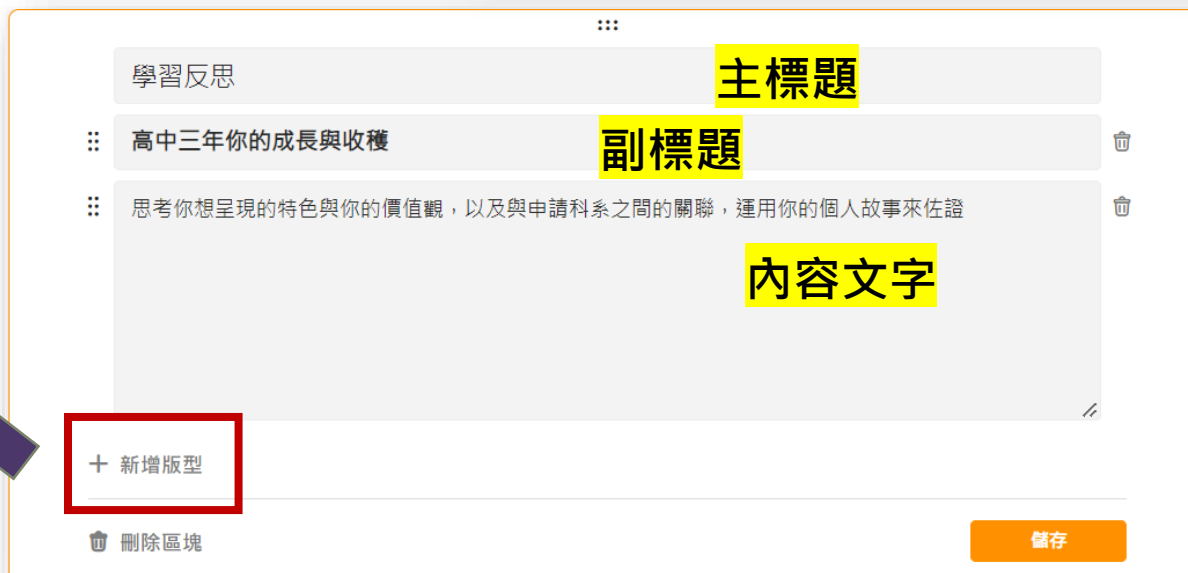 學習反思 主標題
高中三年你的成長與收穫 副標題
思考你想呈現的特色與你的價值觀，以及與申請科系之間的關聯，運用你的個人故事來佐證
內容文字
新增版型
刪除區塊 儲存